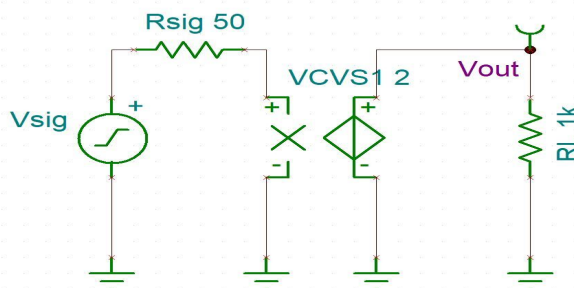 Rsig 50
VCVS1 2
Vsig
+
+
+
Vout
-
-
Rl 1k